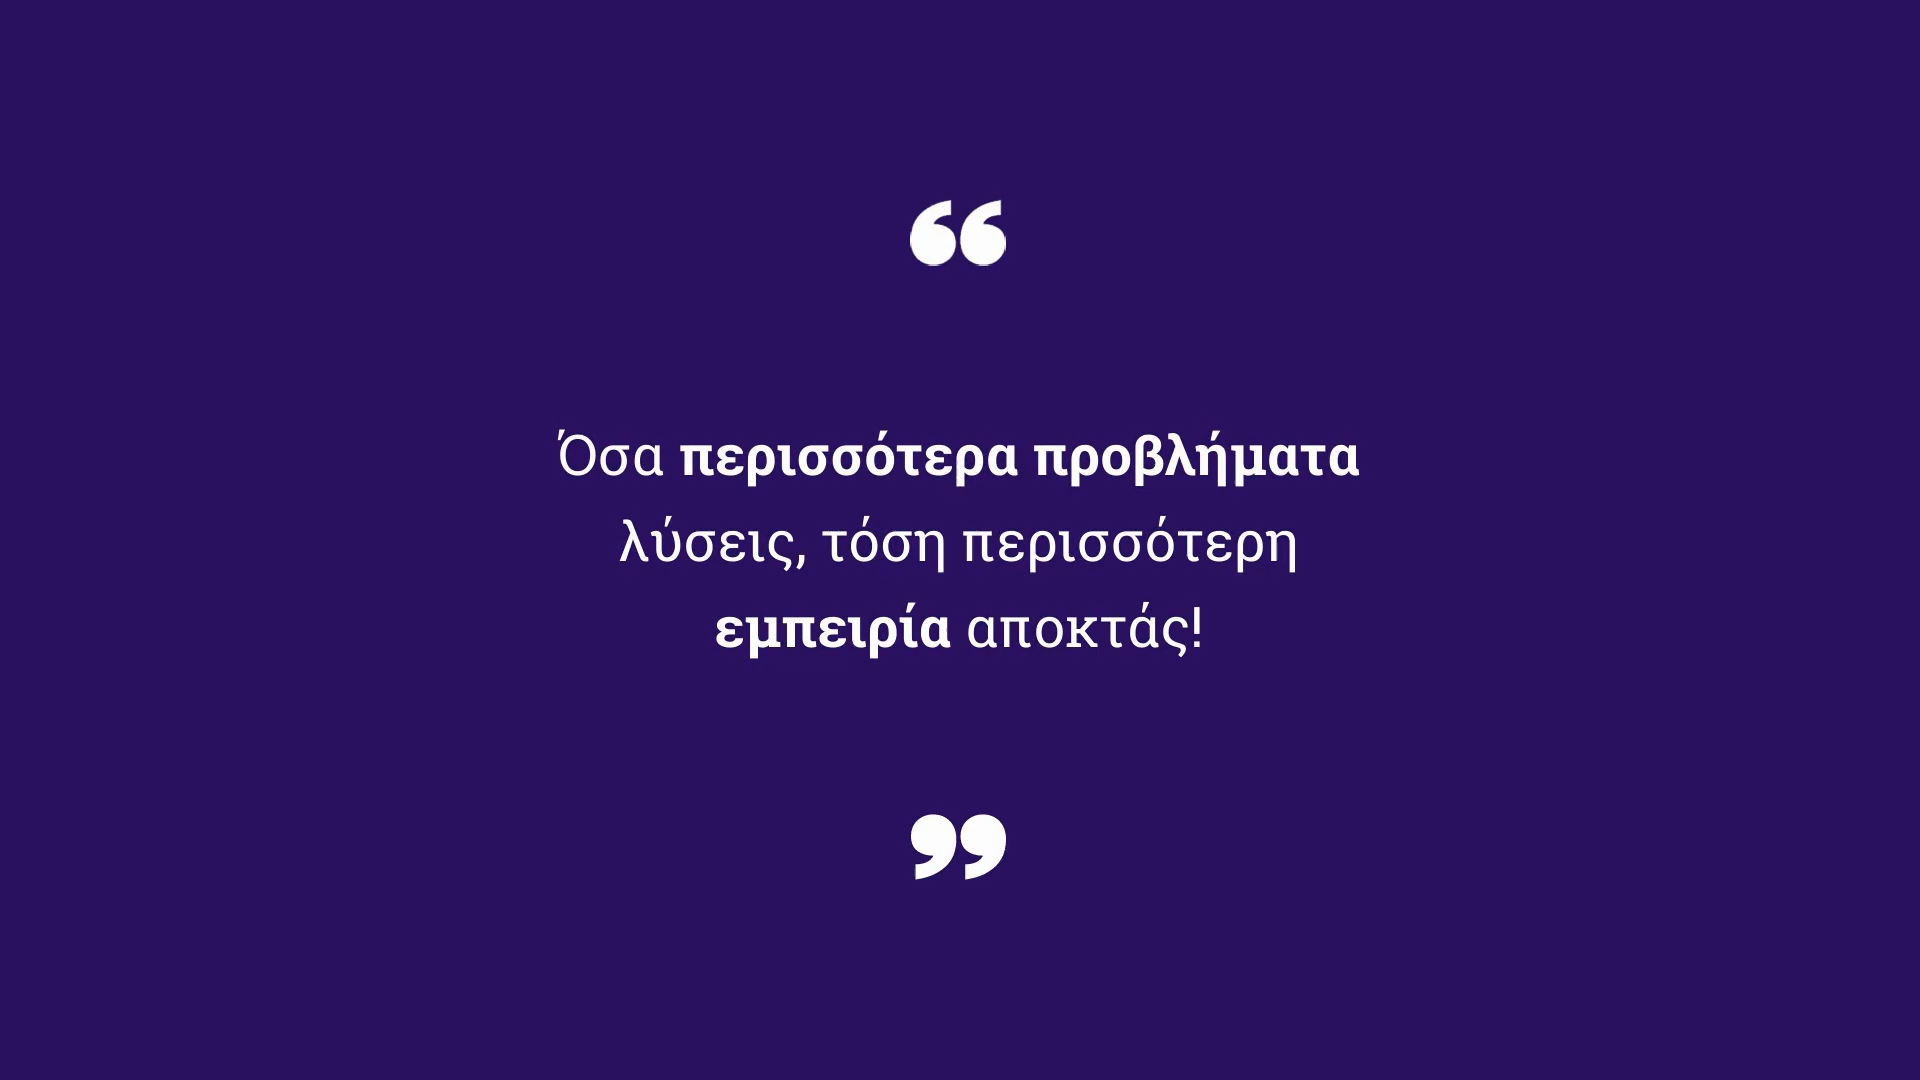 “
Όσα περισσότερα προβλήματα
λύσεις, τόση περισσότερη
εμπειρία αποκτάς!
”